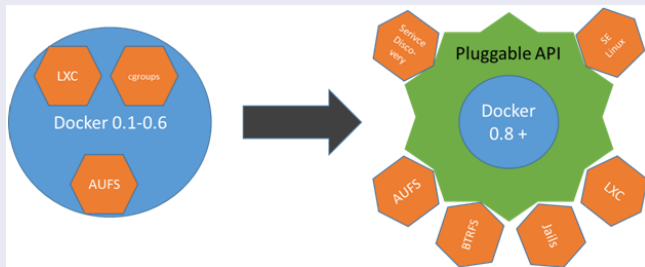 LXC
cgroups
Docker 0.1-0.6
AUFS
Serivce
Disco-
very
SE
Linux
Pluggable API
Docker
0.8 +
AUFS
LXC
BTRFS
Jails